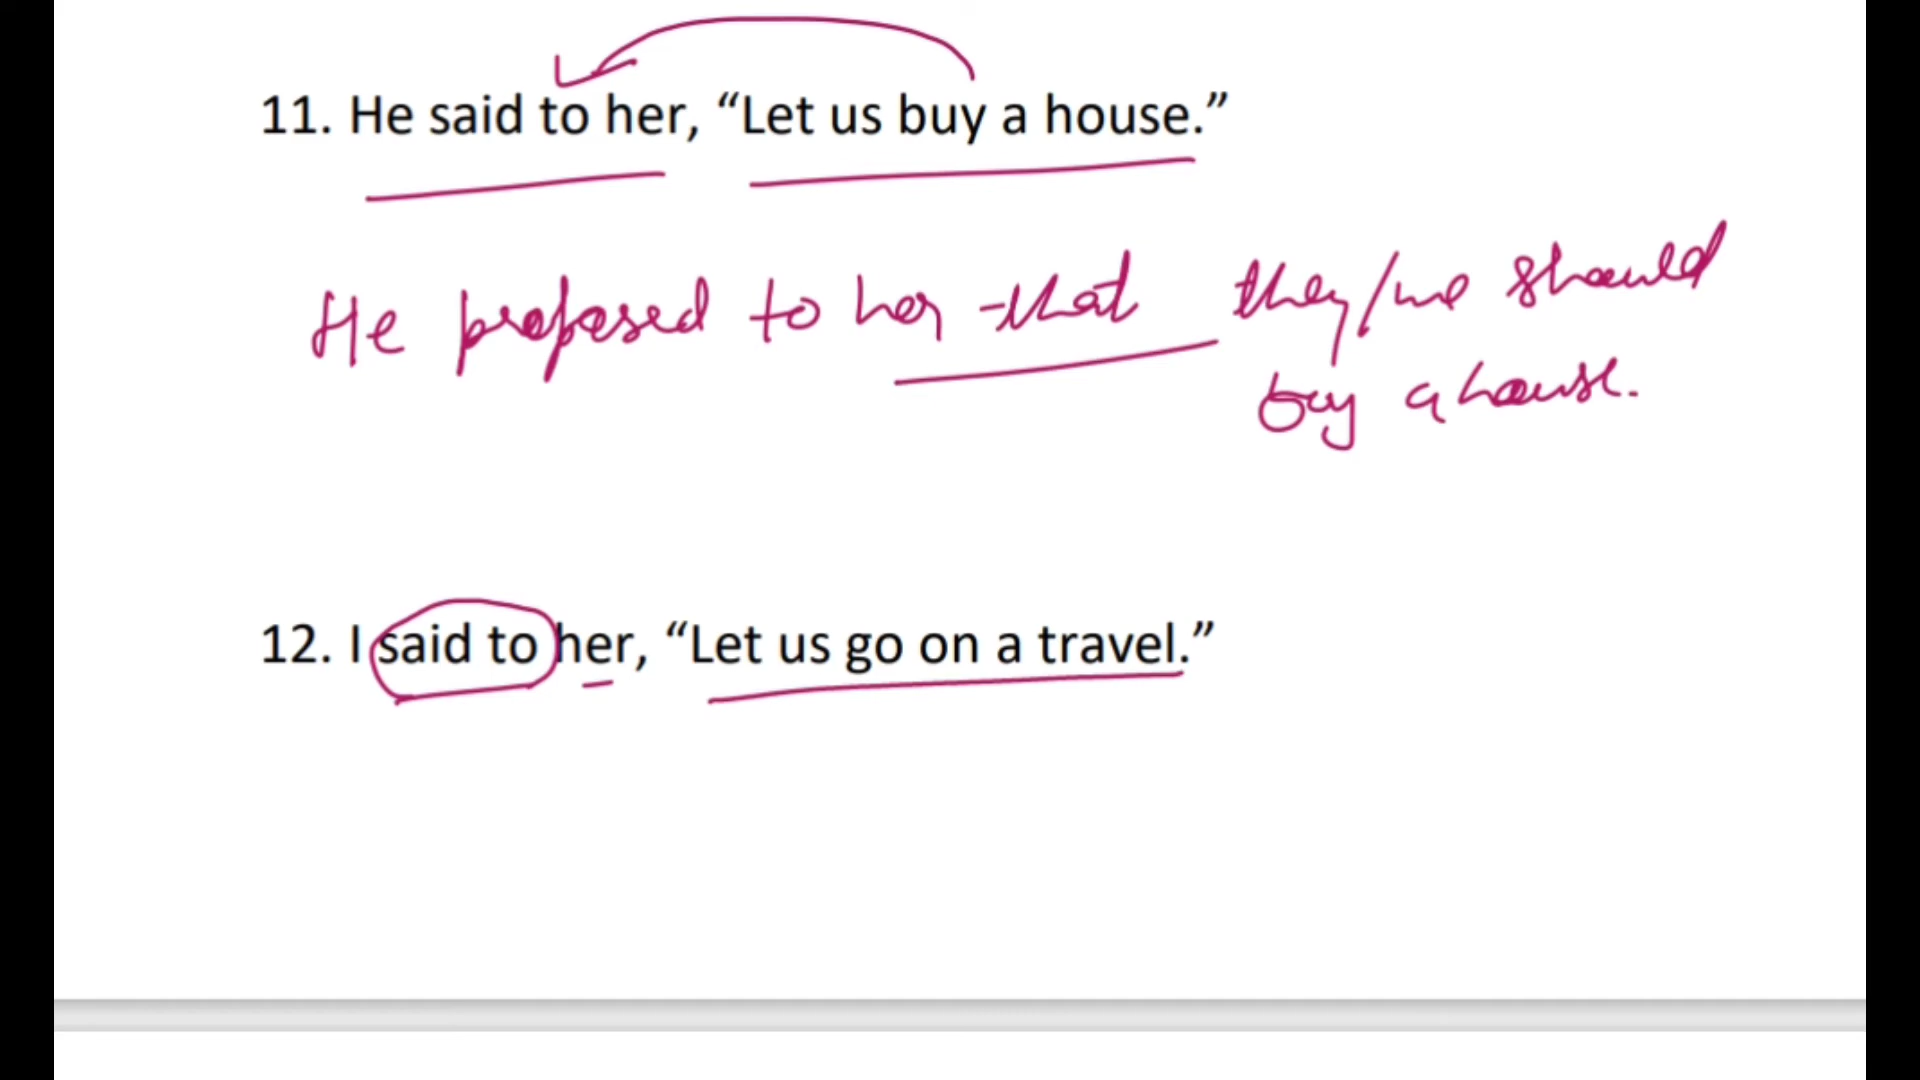 11. He said to her, “Let us buy a house.”
He proposed to her that they/we should
buy a house.
12. I said to her, “Let us go on a travel.”